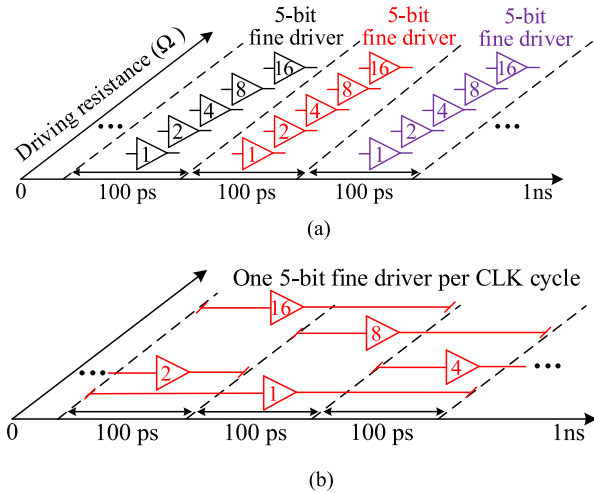 5-bit 5-bit 5-bit
fine driver fine driver fine driver
Driving resistance (Ω)
16 16 16
8 8 8
4 4 4
... 2 2 2 ...
1 1 1
0 100 ps 100 ps 100 ps 1ns
(a)
One 5-bit fine driver per CLK cycle
16
8
... 2 4 ...
1
0 100 ps 100 ps 100 ps 1ns
(b)